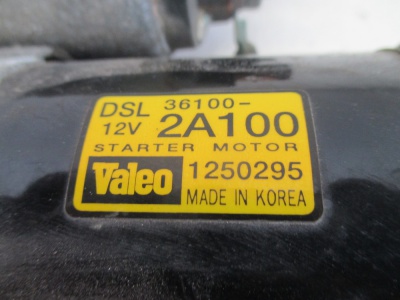 DSL 36100-
12V 2A100
STARTER MOTOR
Valeo 1250295
MADE IN KOREA